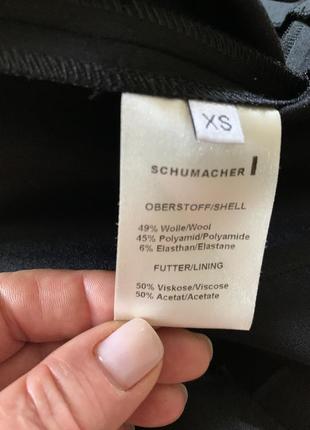 XS
SCHUMACHER
OBERSTOFF/SHELL
49% Wolle/Wool
45% Polyamid/Polyamide
6% Elasthan/Elastane
FUTTER/LINING
50% Viskose/Viscose
50% Acetat/Acetate